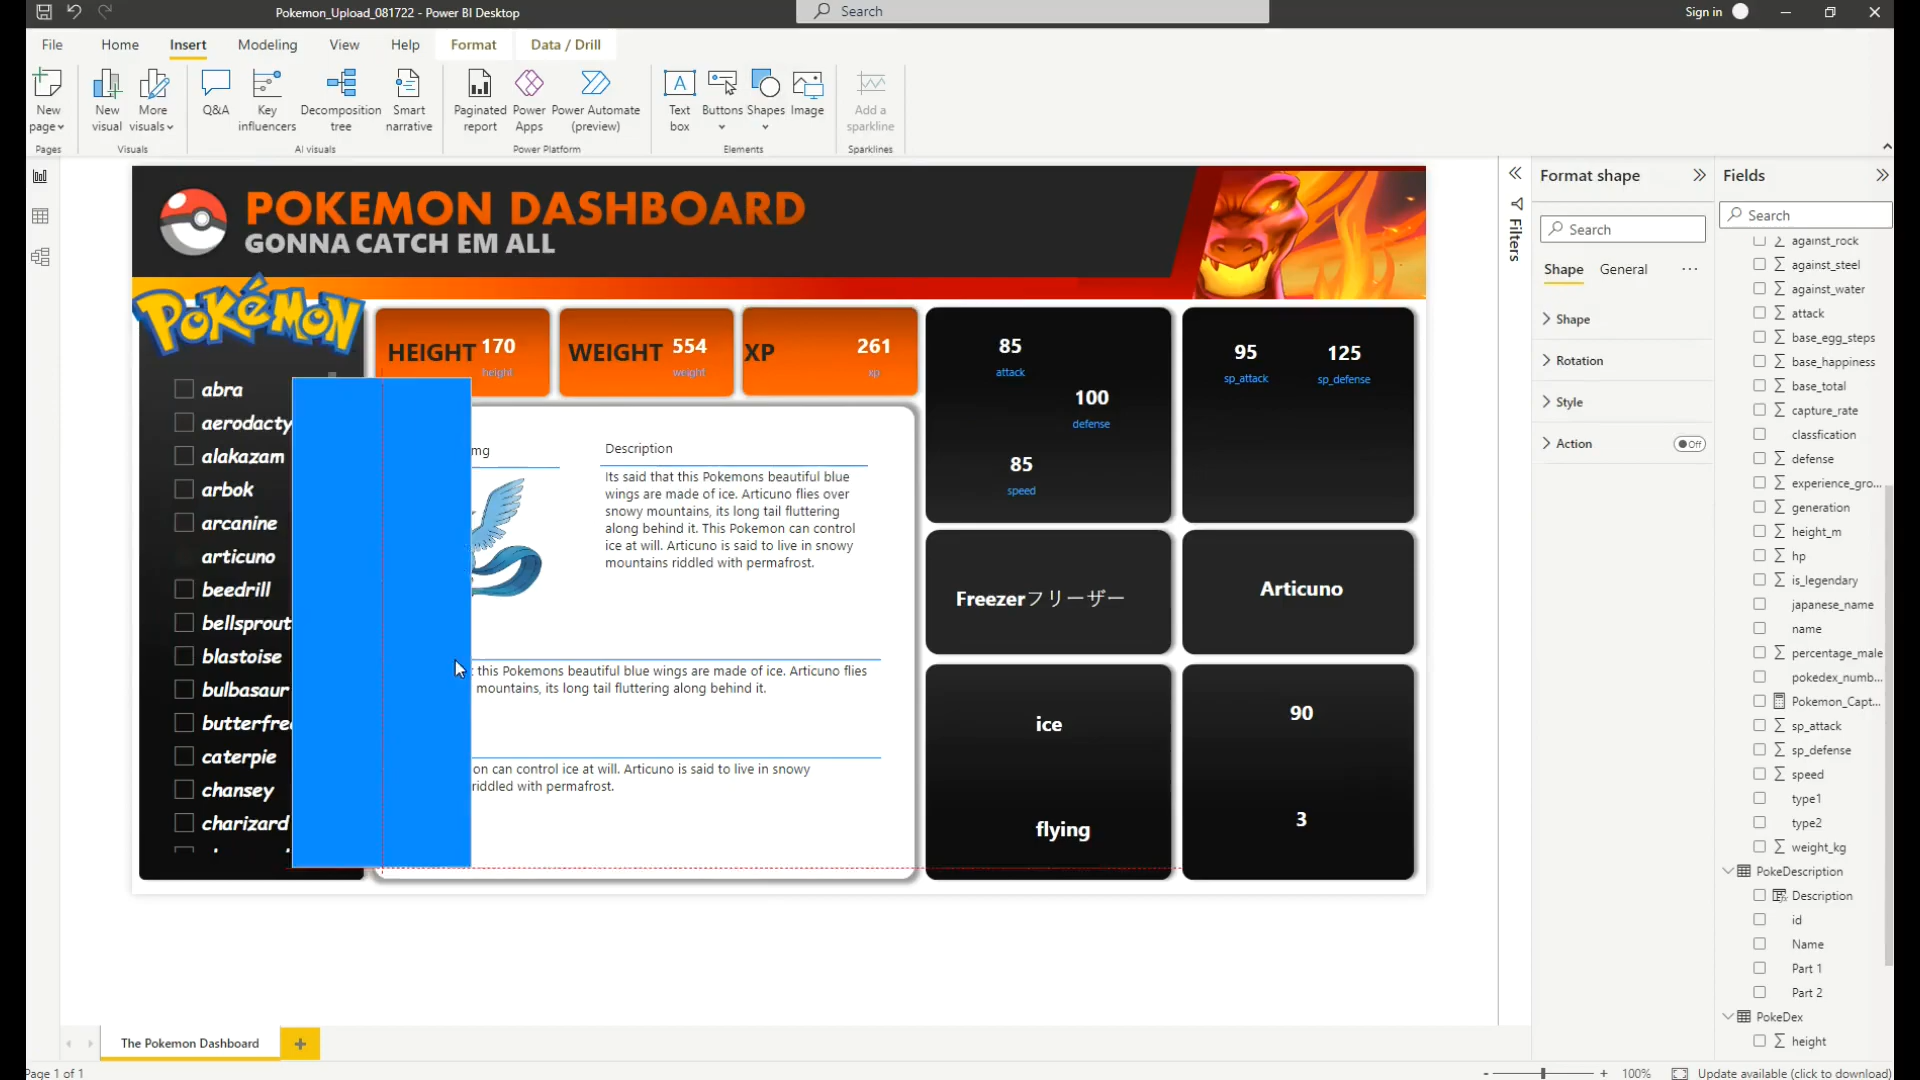 Pokemon_Upload_081722 - Power BI Desktop
Search
Sign in
File
Home
Insert
Modeling
View
Help
Format
Data / Drill
New page
New visual
More visuals
Q&A
Key influencers
Decomposition tree
Smart narrative
Paginated report
Power Apps
Power Automate (preview)
Text box
Buttons
Shapes
Image
Add a sparkline
Pages
Visuals
AI visuals
Power Platform
Elements
Sparklines
POKEMON DASHBOARD
GONNA CATCH EM ALL
POKéMON
abra
aerodacty
alakazam
arbok
arcanine
articuno
beedrill
bellsprout
blastoise
bulbasaur
butterfre
caterpie
chansey
charizard
HEIGHT 170
height
WEIGHT 554
weight
XP 261
xp
mg
Description
Its said that this Pokemons beautiful blue
wings are made of ice. Articuno flies over
snowy mountains, its long tail fluttering
along behind it. This Pokemon can control
ice at will. Articuno is said to live in snowy
mountains riddled with permafrost.
this Pokemons beautiful blue wings are made of ice. Articuno flies
mountains, its long tail fluttering along behind it.
on can control ice at will. Articuno is said to live in snowy
riddled with permafrost.
85
attack
100
defense
85
speed
95
sp_attack
125
sp_defense
Freezerフリーザー
Articuno
ice
flying
90
3
Filters
Format shape
Search
Shape
General
Shape
Rotation
Style
Action
Off
Fields
Search
against_rock
against_steel
against_water
attack
base_egg_steps
base_happiness
base_total
capture_rate
classfication
defense
experience_gro...
generation
height_m
hp
is_legendary
japanese_name
name
percentage_male
pokedex_numb...
Pokemon_Capt...
sp_attack
sp_defense
speed
type1
type2
weight_kg
PokeDescription
Description
id
Name
Part 1
Part 2
PokeDex
height
The Pokemon Dashboard
Page 1 of 1
100%
Update available (click to download)